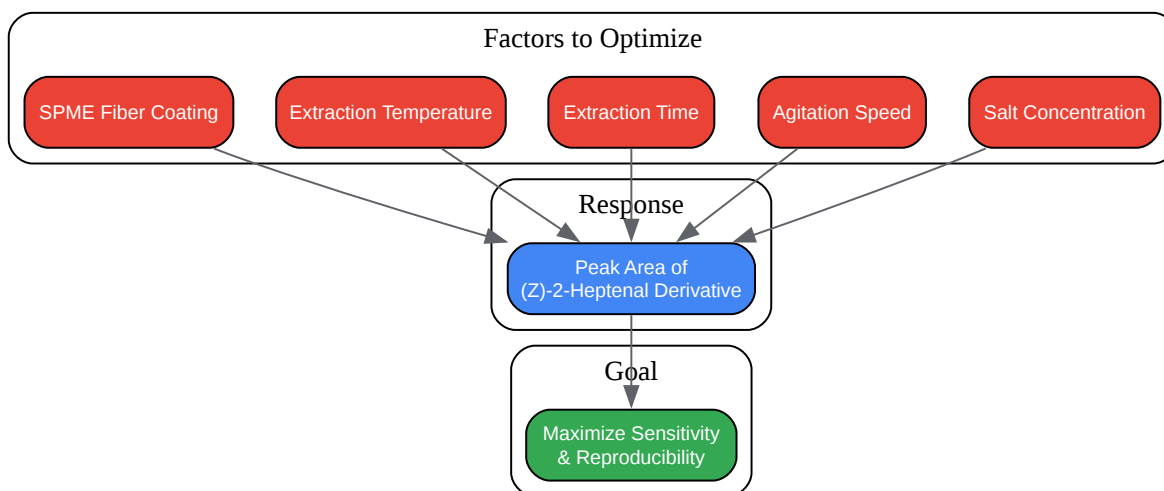 Factors to Optimize
SPME Fiber Coating
Extraction Temperature
Extraction Time
Agitation Speed
Salt Concentration
Response
Peak Area of
(Z)-2-Heptenal Derivative
Goal
Maximize Sensitivity
& Reproducibility